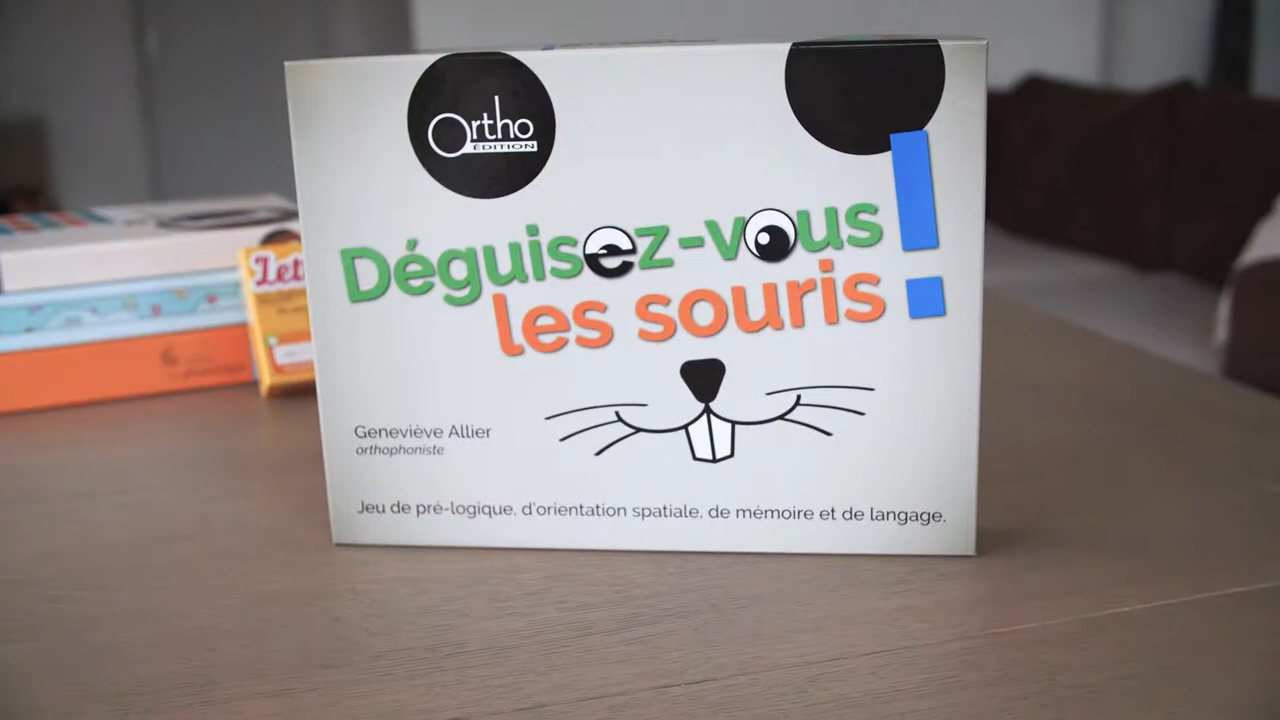 Ortho
ÉDITION
Déguisez-vous
les souris !
Geneviève Allier
orthophoniste
Jeu de pré-logique, d'orientation spatiale, de mémoire et de langage.
Let